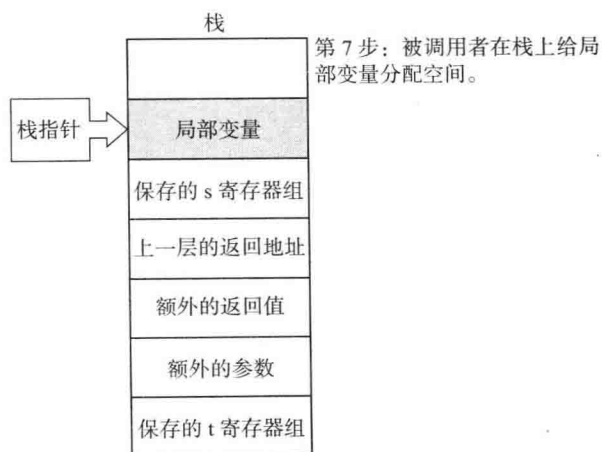 栈
第 7 步：被调用者在栈上给局
部变量分配空间。
栈指针
局部变量
保存的 s 寄存器组
上一层的返回地址
额外的返回值
额外的参数
保存的 t 寄存器组